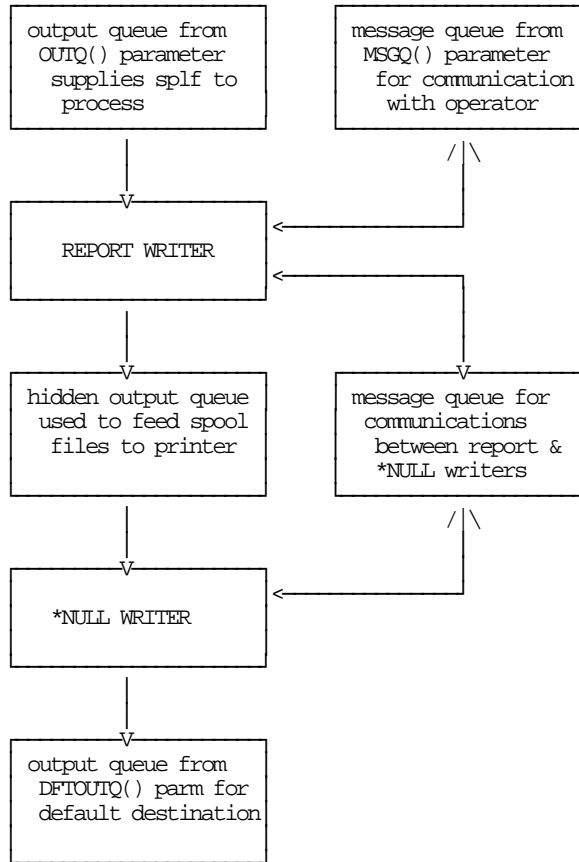 output queue from
OUTQ() parameter
supplies splf to
process
message queue from
MSGQ() parameter
for communication
with operator
REPORT WRITER
hidden output queue
used to feed spool
files to printer
message queue for
communications
between report &
*NULL writers
*NULL WRITER
output queue from
DFTOUTQ() parm for
default destination